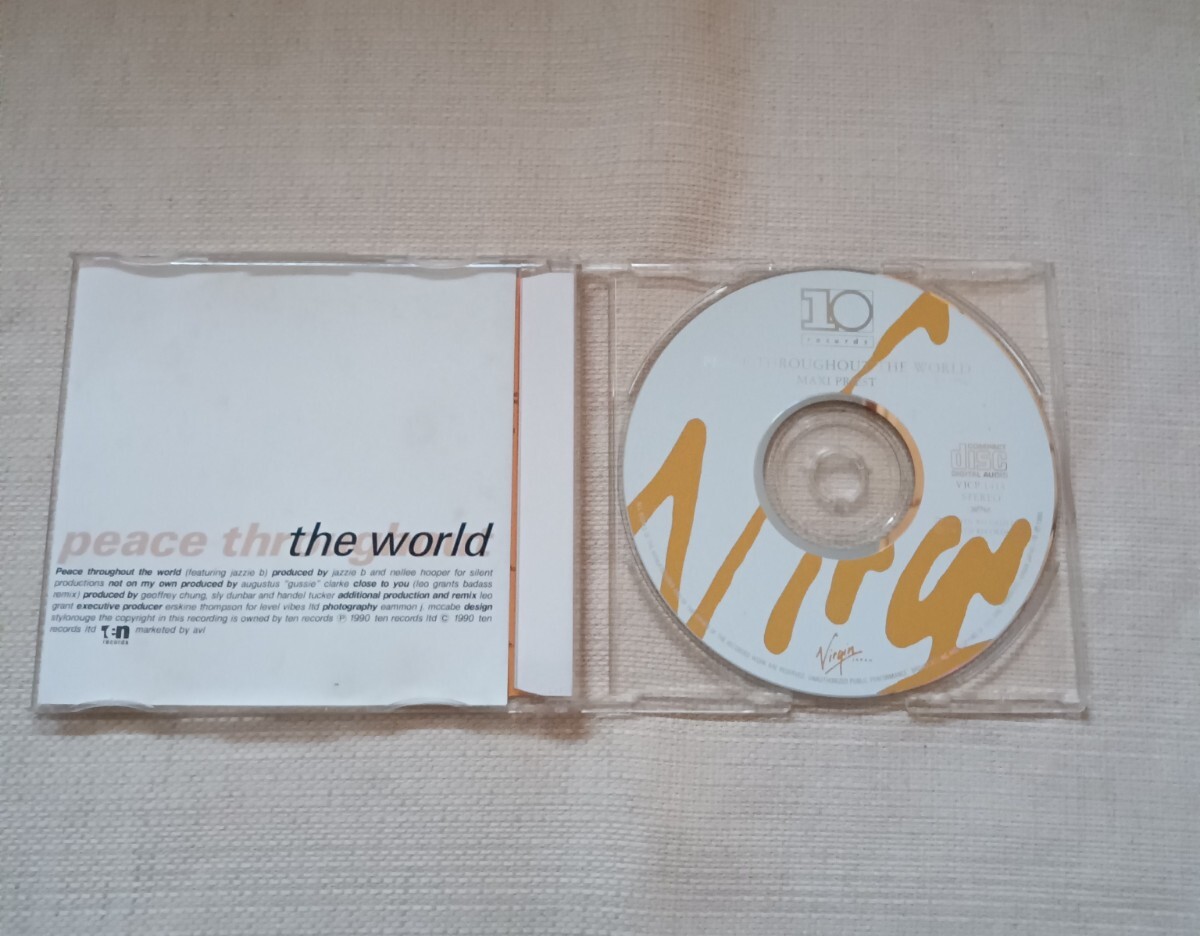 peace throughout
the world
Peace throughout the world (featuring jazzie b) produced by jazzie b and nellee hooper for silent
productions not on my own produced by augustus "gussie" clarke close to you (leo grants badass
remix) produced by geoffrey chung, sly dunbar and handel tucker additional production and remix leo
grant executive producer erskine thompson for level vibes ltd photography eammon j. mccabe design
stylorouge the copyright in this recording is owned by ten records ℗ 1990 ten records ltd © 1990 ten
records ltd ten records marketed by avl
10
records
THROUGHOUT THE WORLD
MAXI PRIEST
COMPACT
disc
DIGITAL AUDIO
STEREO
Virgin
Virgin
JAPAN